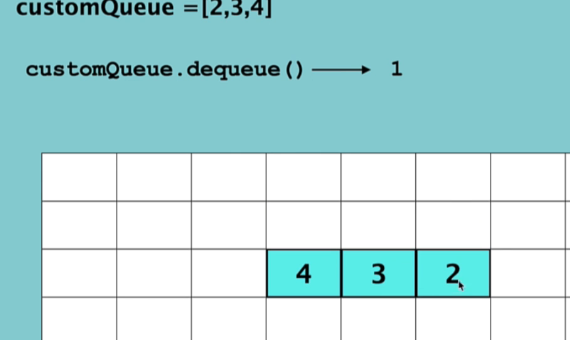 customQueue =[2,3,4]
customQueue.dequeue() ⟶ 1
4 3 2